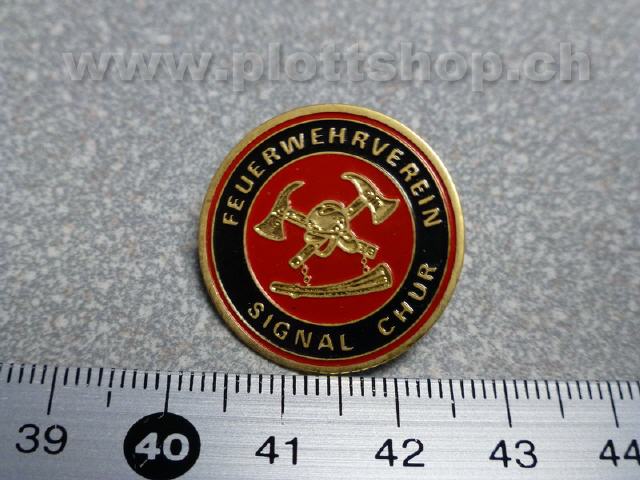 www.plottshop.ch
FEUERWEHRVEREIN
SIGNAL CHUR
39 40 41 42 43 44